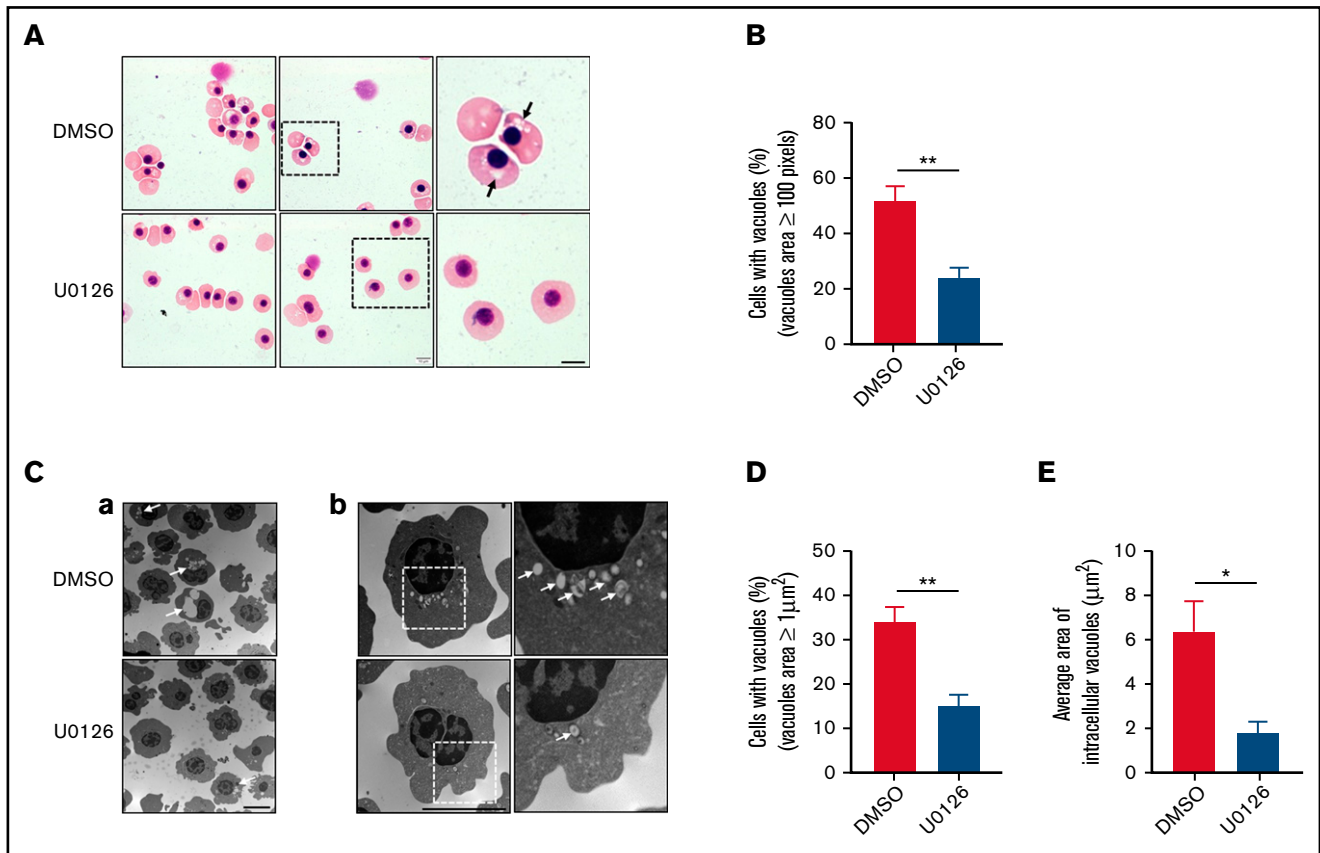 A
DMSO
U0126
B
Cells with vacuoles (%)
(vacuoles area ≥ 100 pixels)
80
60
40
20
0
**
DMSO
U0126
C
a
b
DMSO
U0126
D
Cells with vacuoles (%)
(vacuoles area ≥ 1μm²)
50
40
30
20
10
0
**
DMSO
U0126
E
Average area of
intracellular vacuoles (μm²)
10
8
6
4
2
0
*
DMSO
U0126